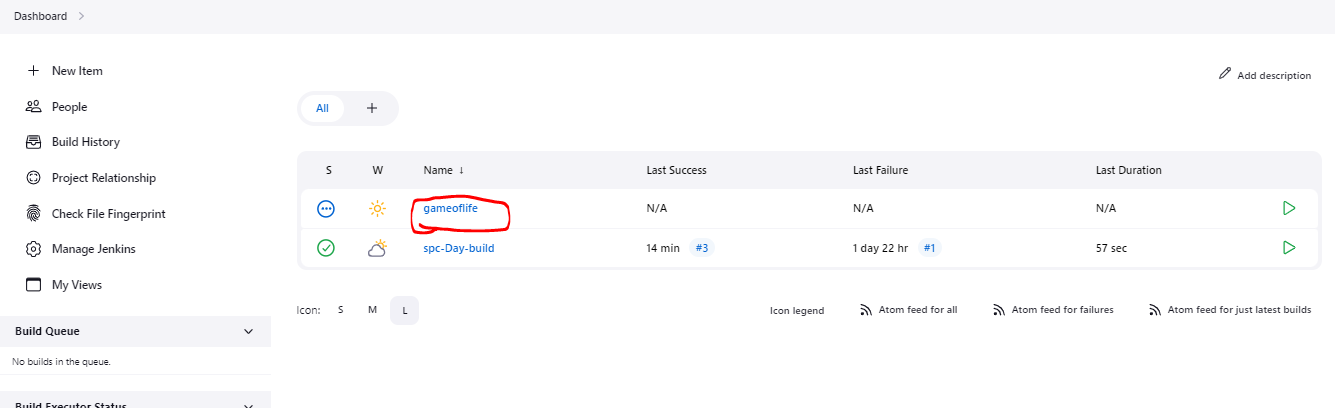 Dashboard
New Item
People
Build History
Project Relationship
Check File Fingerprint
Manage Jenkins
My Views
Build Queue
No builds in the queue.
Build Executor Status
Add description
All
S W Name ↓ Last Success Last Failure Last Duration
gameoflife N/A N/A N/A
spc-Day-build 14 min #3 1 day 22 hr #1 57 sec
Icon: S M L
Icon legend Atom feed for all Atom feed for failures Atom feed for just latest builds